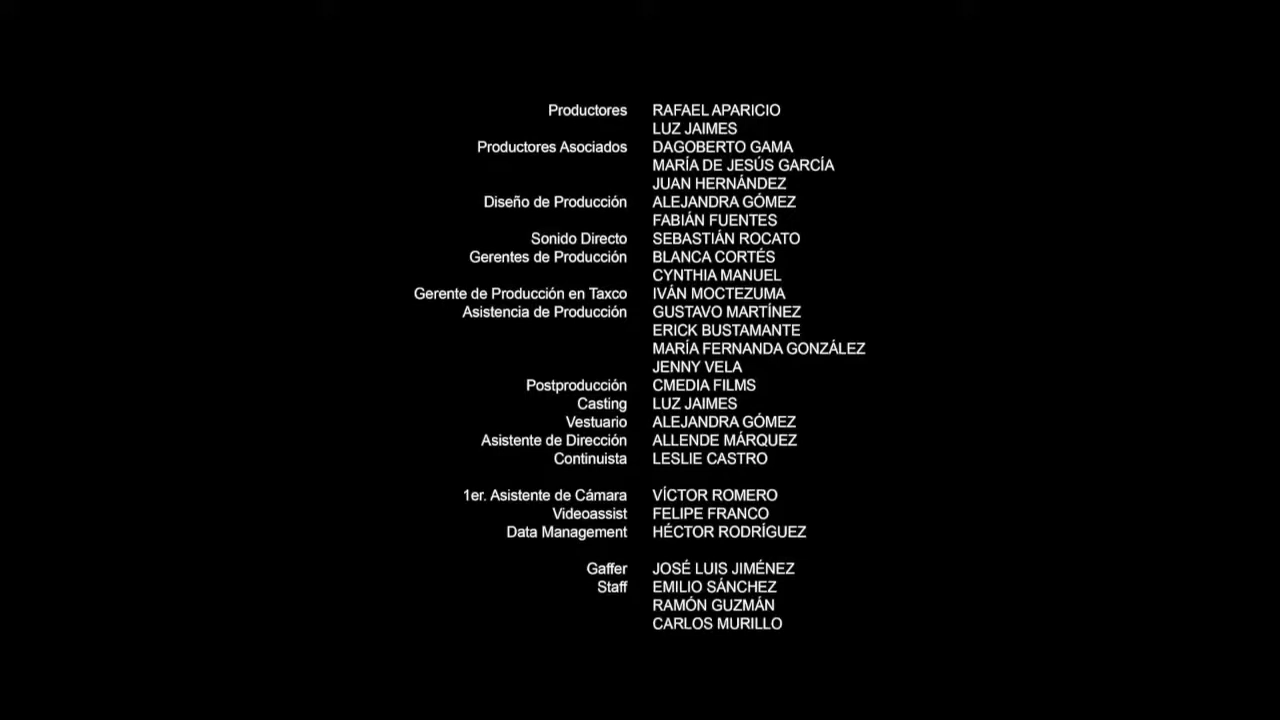 Productores RAFAEL APARICIO
LUZ JAIMES
Productores Asociados DAGOBERTO GAMA
MARÍA DE JESÚS GARCÍA
JUAN HERNÁNDEZ
Diseño de Producción ALEJANDRA GÓMEZ
FABIÁN FUENTES
Sonido Directo SEBASTIÁN ROCATO
Gerentes de Producción BLANCA CORTÉS
CYNTHIA MANUEL
Gerente de Producción en Taxco IVÁN MOCTEZUMA
Asistencia de Producción GUSTAVO MARTÍNEZ
ERICK BUSTAMANTE
MARÍA FERNANDA GONZÁLEZ
JENNY VELA
Postproducción CMEDIA FILMS
Casting LUZ JAIMES
Vestuario ALEJANDRA GÓMEZ
Asistente de Dirección ALLENDE MÁRQUEZ
Continuista LESLIE CASTRO
1er. Asistente de Cámara VÍCTOR ROMERO
Videoassist FELIPE FRANCO
Data Management HÉCTOR RODRÍGUEZ
Gaffer JOSÉ LUIS JIMÉNEZ
Staff EMILIO SÁNCHEZ
RAMÓN GUZMÁN
CARLOS MURILLO